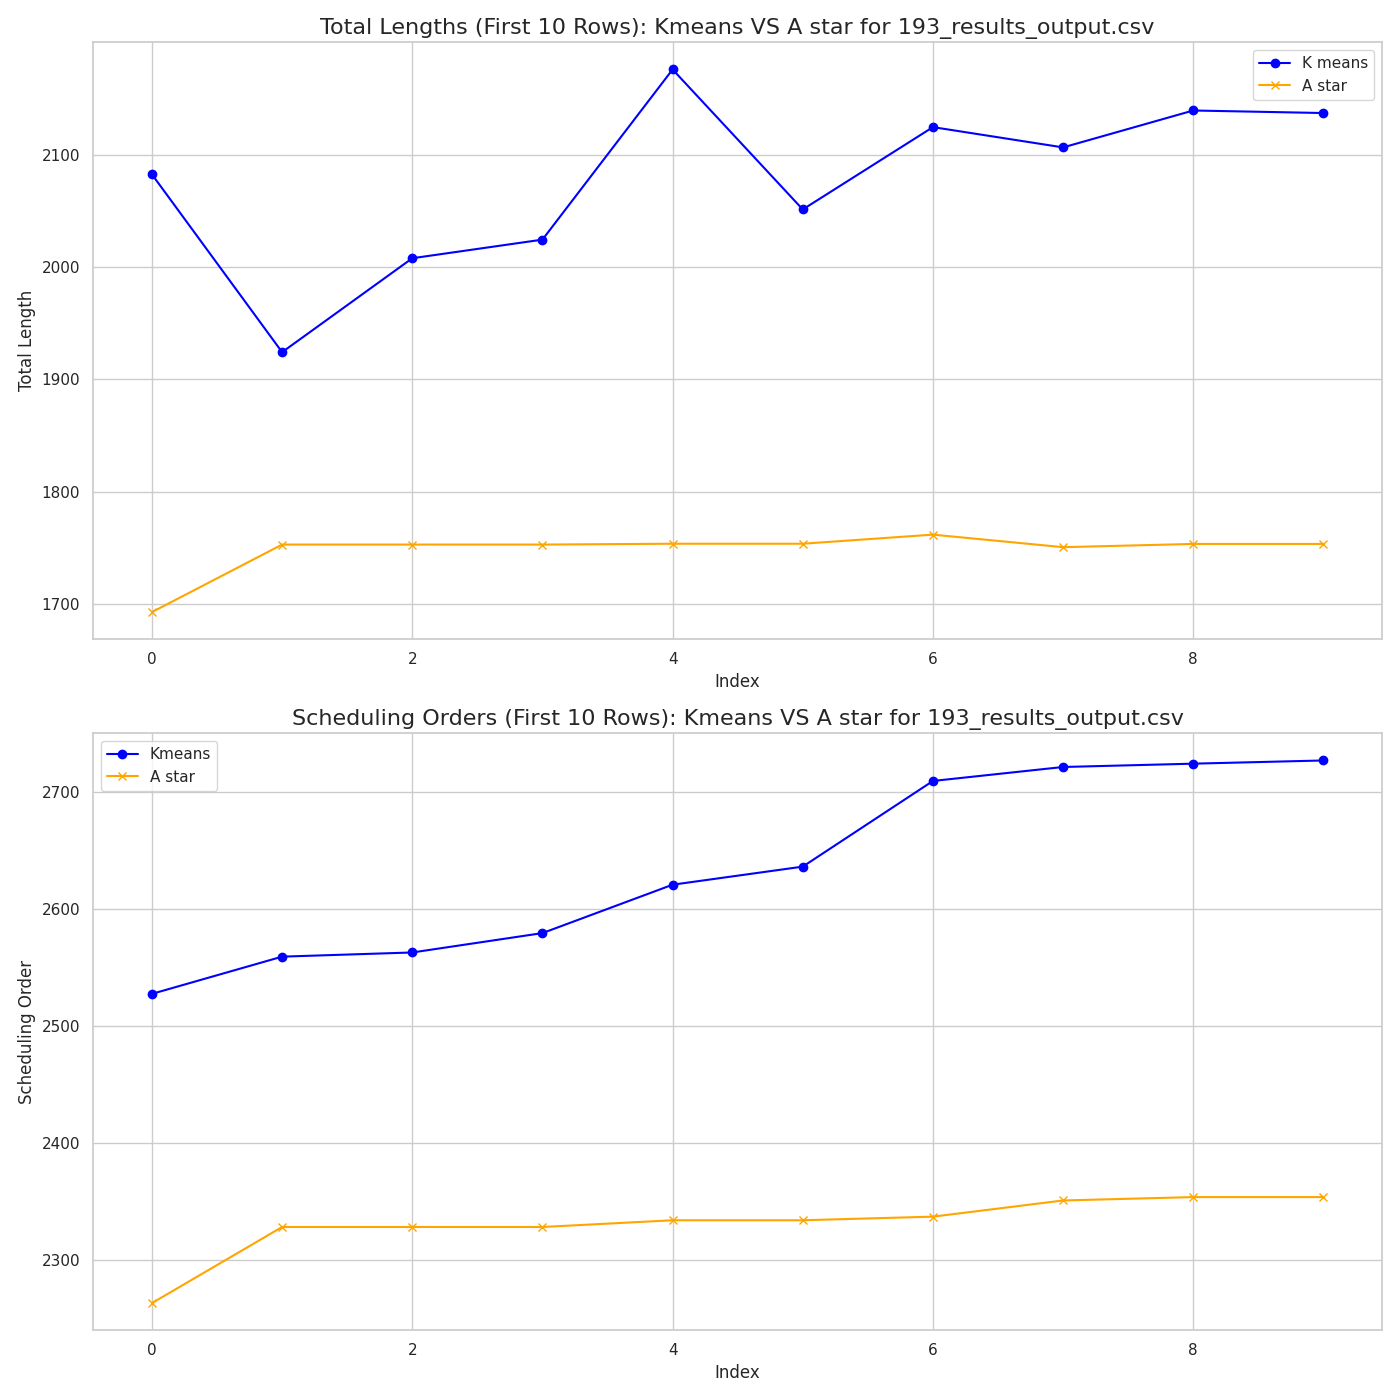 Total Lengths (First 10 Rows): Kmeans VS A star for 193_results_output.csv
K means
A star
2100
2000
1900
1800
1700
Total Length
0 2 4 6 8
Index
Scheduling Orders (First 10 Rows): Kmeans VS A star for 193_results_output.csv
Kmeans
A star
2700
2600
2500
2400
2300
Scheduling Order
0 2 4 6 8
Index